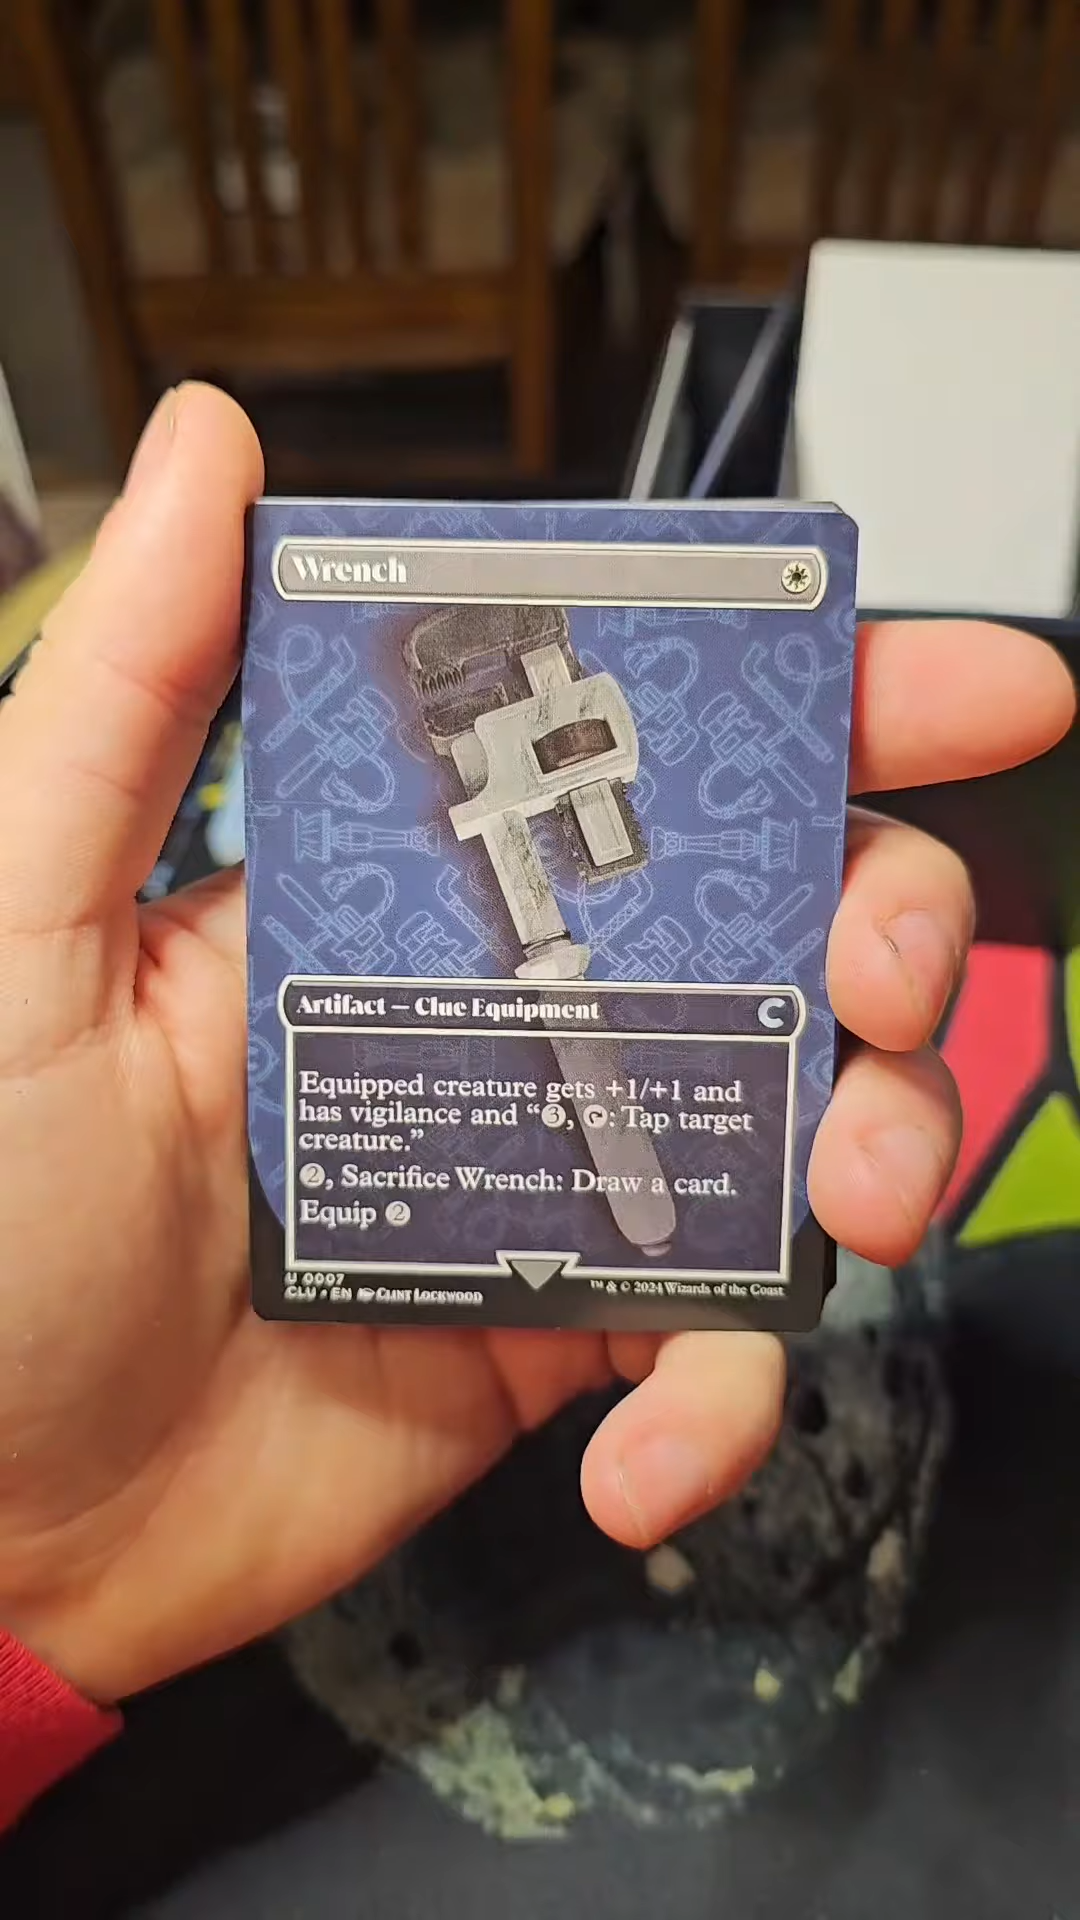 Wrench
Artifact — Clue Equipment
Equipped creature gets +1/+1 and
has vigilance and “3, : Tap target
creature.”
2, Sacrifice Wrench: Draw a card.
Equip 2
U 0007
CLU • EN Clint Lockwood
™ & © 2024 Wizards of the Coast